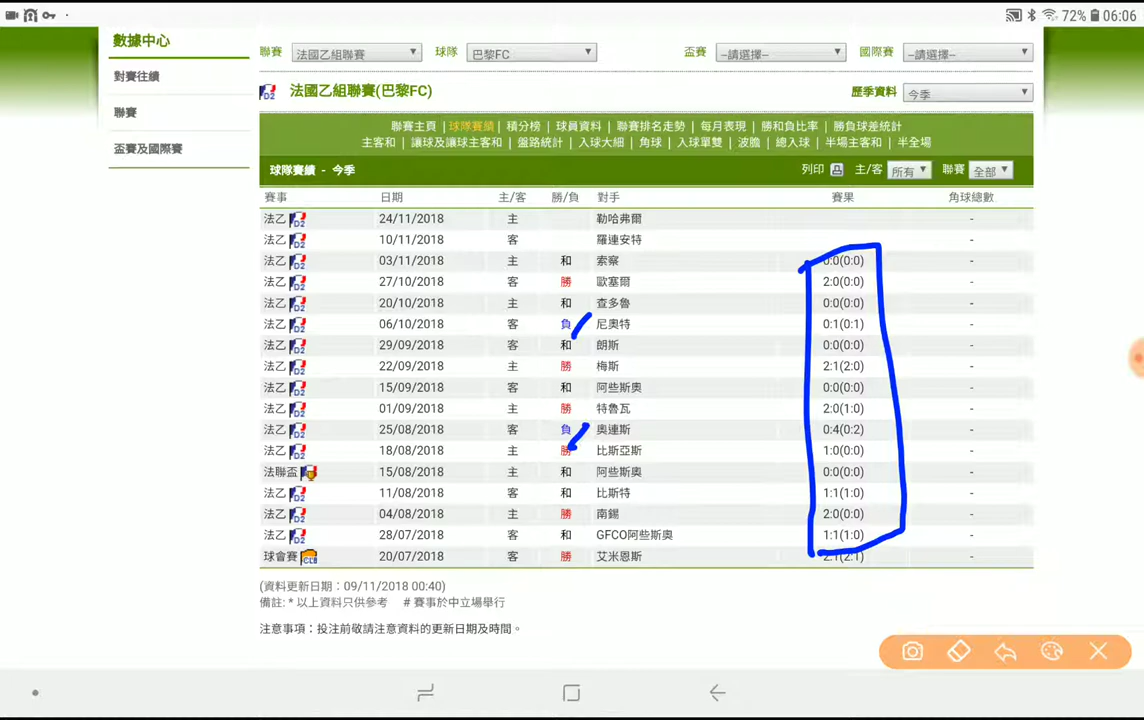 72% 06:06
數據中心
對賽往績
聯賽
盃賽及國際賽
聯賽 法國乙組聯賽 球隊 巴黎FC 盃賽 --請選擇-- 國際賽 --請選擇--
D2 法國乙組聯賽(巴黎FC) 歷季資料 今季
聯賽主頁 | 球隊賽績 | 積分榜 | 球員資料 | 聯賽排名走勢 | 每月表現 | 勝和負比率 | 勝負球差統計
主客和 | 讓球及讓球主客和 | 盤路統計 | 入球大細 | 角球 | 入球單雙 | 波膽 | 總入球 | 半場主客和 | 半全場
球隊賽績 - 今季 列印 主/客 所有 聯賽 全部
賽事 日期 主/客 勝/負 對手 賽果 角球總數
法乙 D2 24/11/2018 主 勒哈弗爾 -
法乙 D2 10/11/2018 客 羅連安特 -
法乙 D2 03/11/2018 主 和 索察 0:0(0:0) -
法乙 D2 27/10/2018 客 勝 歐塞爾 2:0(0:0) -
法乙 D2 20/10/2018 主 和 查多魯 0:0(0:0) -
法乙 D2 06/10/2018 客 負 尼奧特 0:1(0:1) -
法乙 D2 29/09/2018 客 和 朗斯 0:0(0:0) -
法乙 D2 22/09/2018 主 勝 梅斯 2:1(2:0) -
法乙 D2 15/09/2018 客 和 阿些斯奧 0:0(0:0) -
法乙 D2 01/09/2018 主 勝 特魯瓦 2:0(1:0) -
法乙 D2 25/08/2018 客 負 奧連斯 0:4(0:2) -
法乙 D2 18/08/2018 主 勝 比斯亞斯 1:0(0:0) -
法聯盃 15/08/2018 主 和 阿些斯奧 0:0(0:0) -
法乙 D2 11/08/2018 客 和 比斯特 1:1(1:0) -
法乙 D2 04/08/2018 主 勝 南錫 2:0(0:0) -
法乙 D2 28/07/2018 客 和 GFCO阿些斯奧 1:1(1:0) -
球會賽 CLB 20/07/2018 客 勝 艾米恩斯 2:1(2:1) -
(資料更新日期：09/11/2018 00:40)
備註: * 以上資料只供參考 # 賽事於中立場舉行
注意事項：投注前敬請注意資料的更新日期及時間。